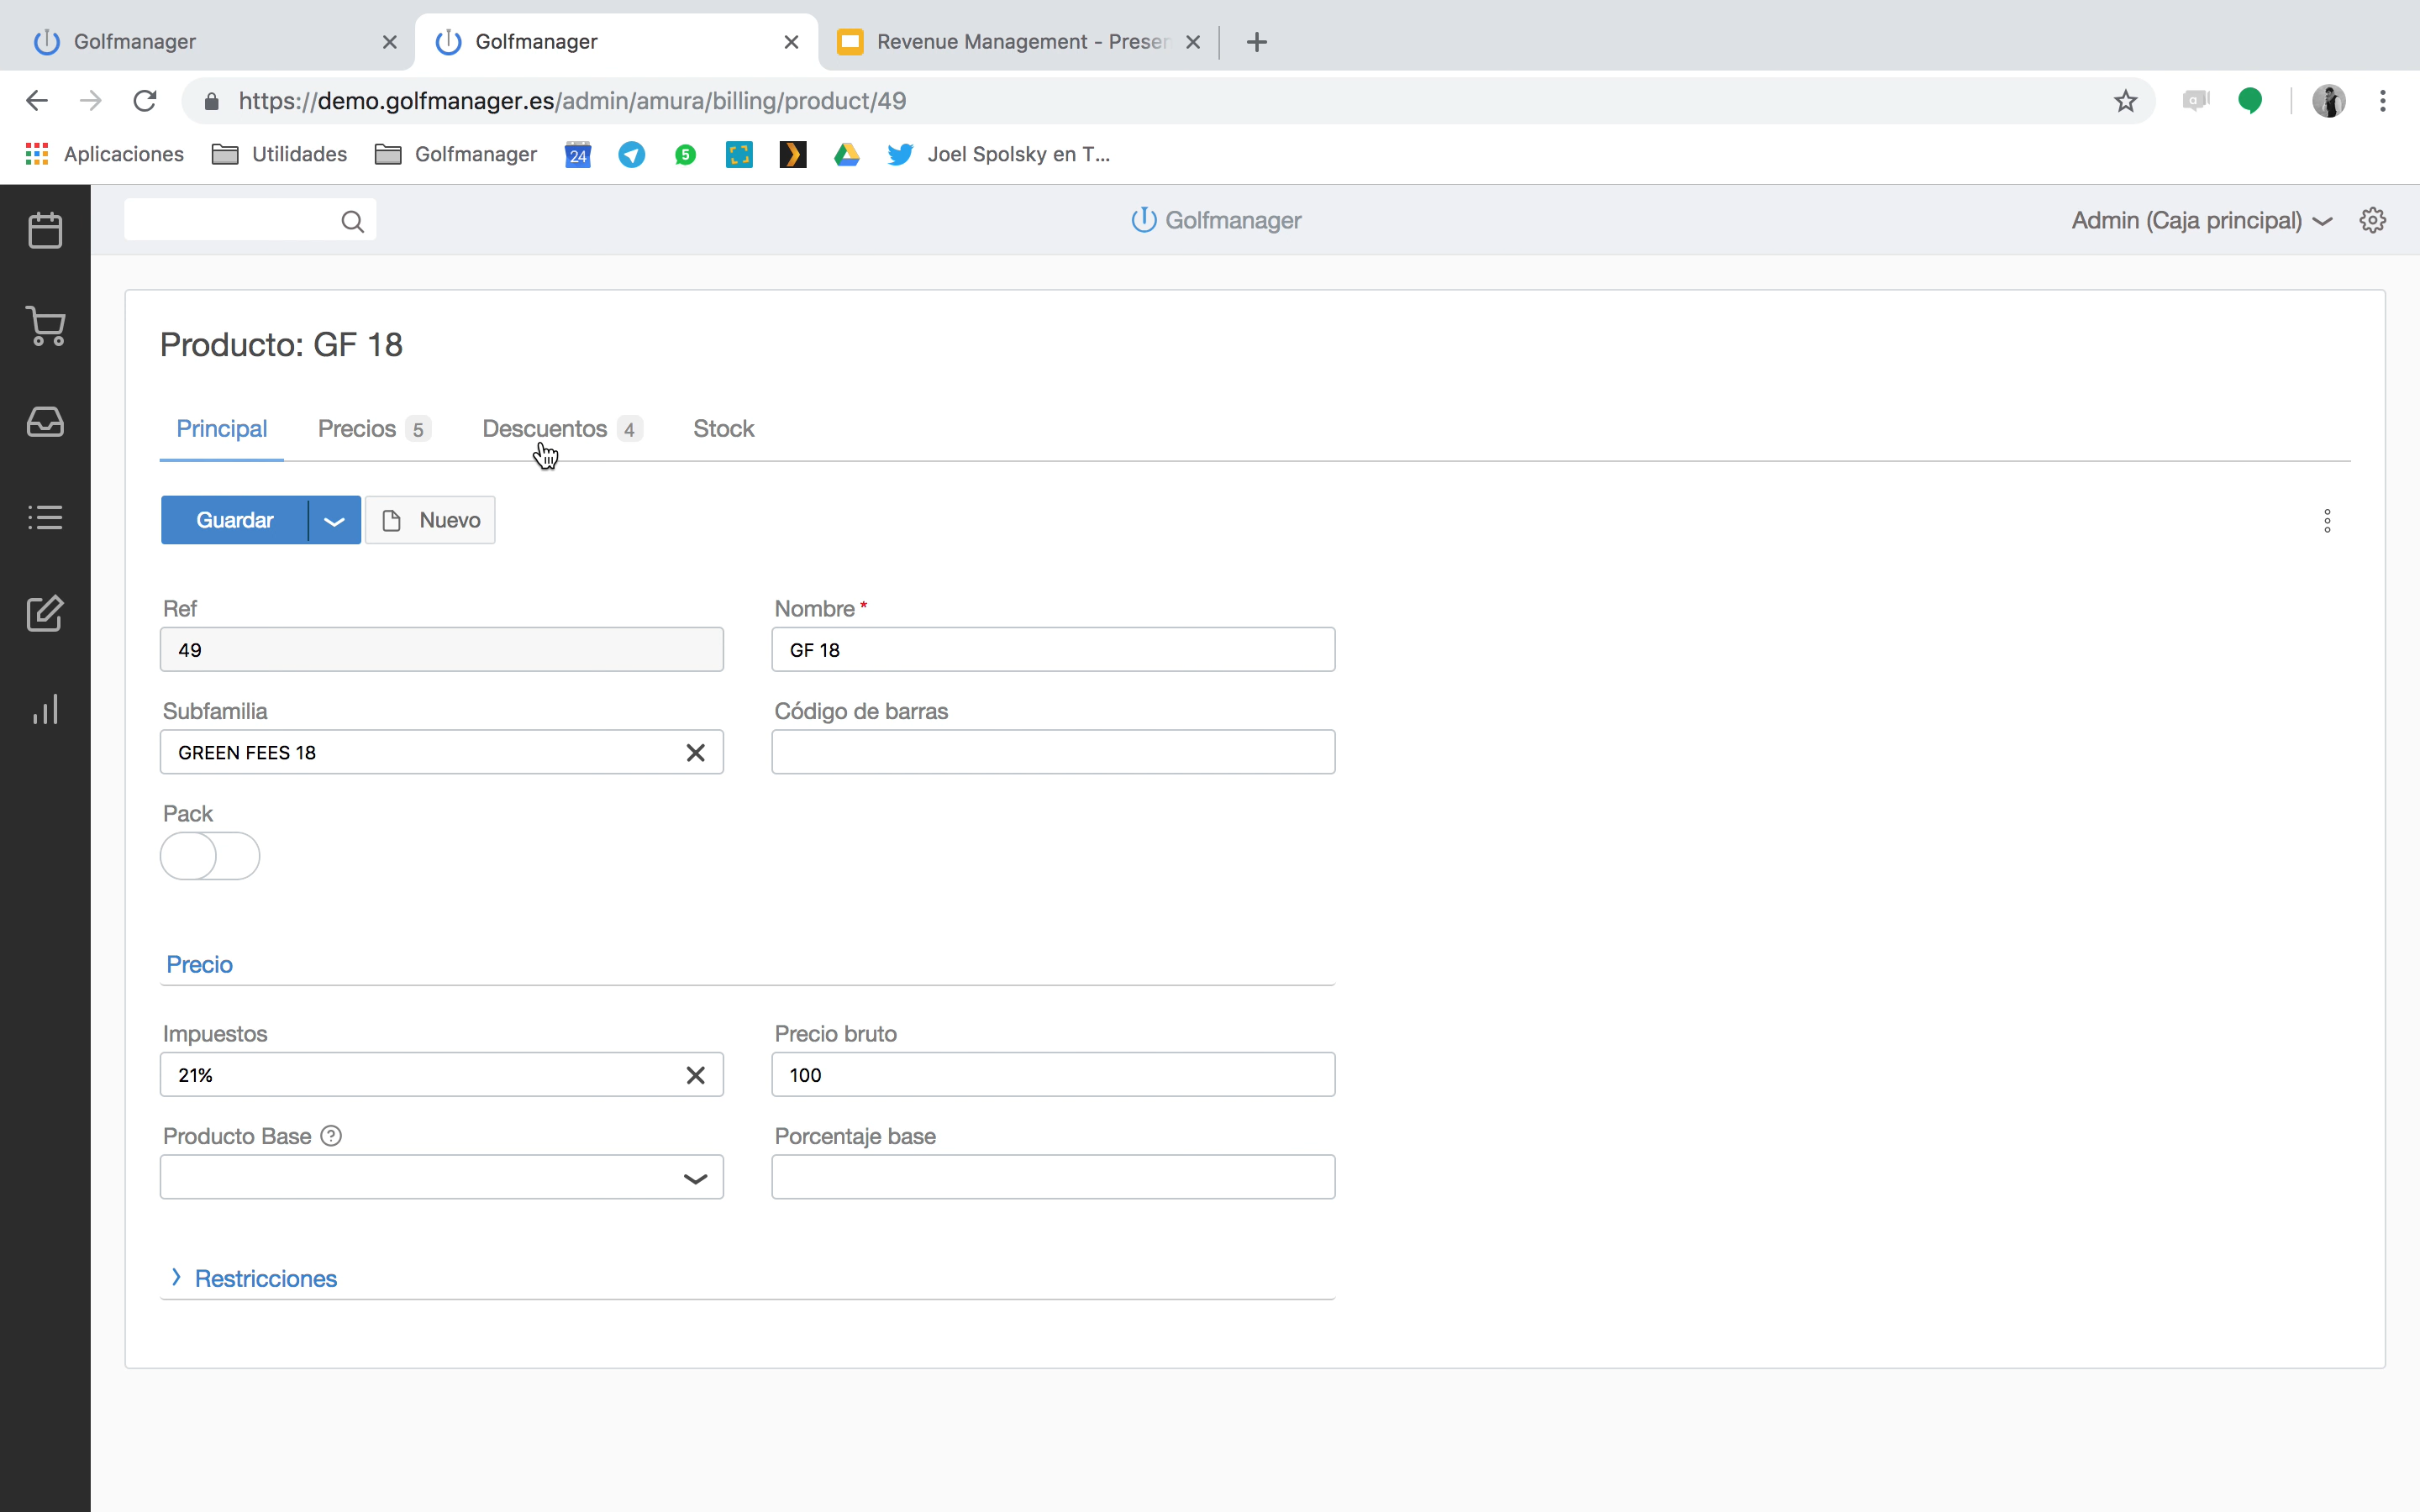 Golfmanager
Golfmanager
Revenue Management - Presen
https://demo.golfmanager.es/admin/amura/billing/product/49
Aplicaciones
Utilidades
Golfmanager
24
5
Joel Spolsky en T...
Golfmanager
Admin (Caja principal)
Producto: GF 18
Principal
Precios 5
Descuentos 4
Stock
Guardar
Nuevo
Ref
49
Nombre *
GF 18
Subfamilia
GREEN FEES 18
Código de barras
Pack
Precio
Impuestos
21%
Precio bruto
100
Producto Base ?
Porcentaje base
Restricciones